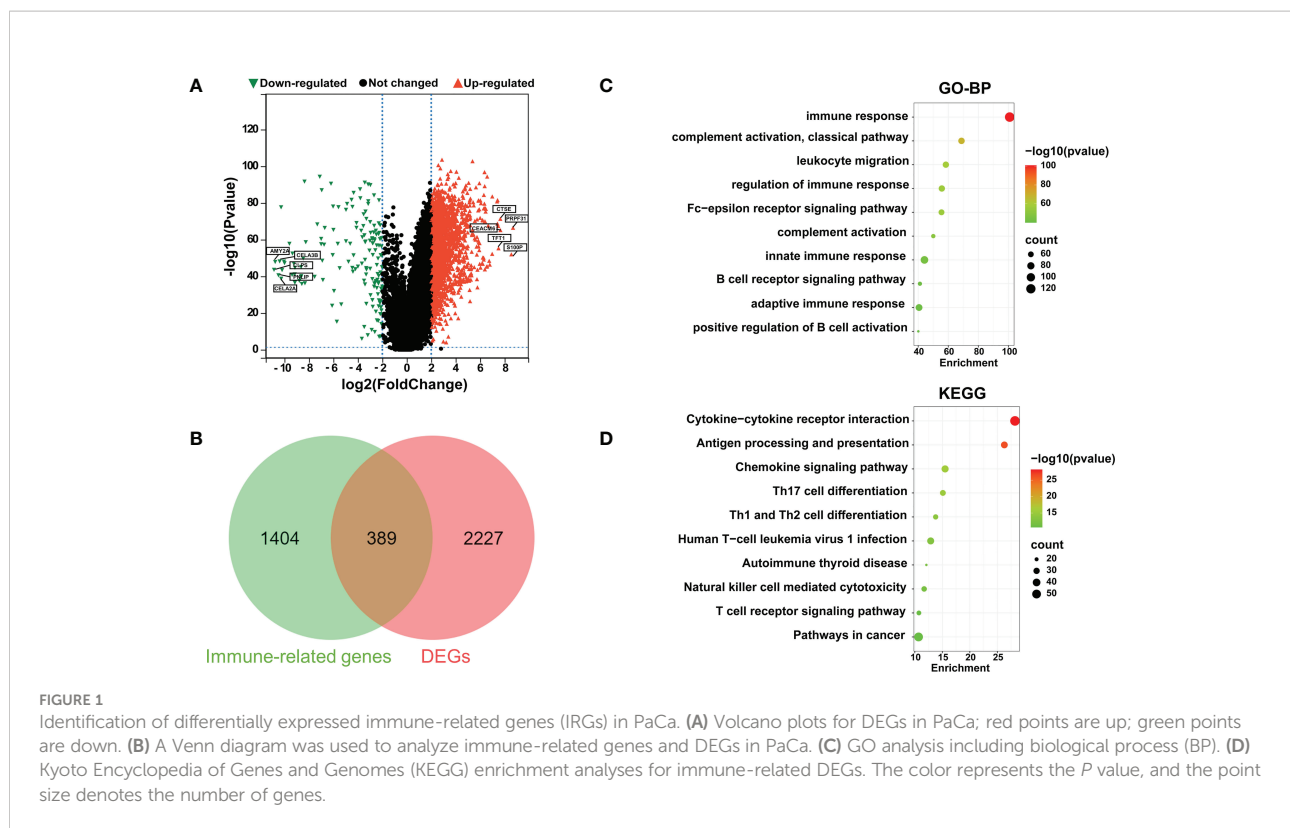 A
Down-regulated Not changed Up-regulated
120
100
80
60
40
20
0
-log10(Pvalue)
CTSE
PRPF31
CEACM6
TFT1
S100P
AMY2A
CELA3B
CLPS
CELA2A
-10 -8 -6 -4 -2 0 2 4 6 8
log2(FoldChange)
B
1404 389 2227
Immune-related genes DEGs
C
GO-BP
immune response
complement activation, classical pathway
leukocyte migration
regulation of immune response
Fc-epsilon receptor signaling pathway
complement activation
innate immune response
B cell receptor signaling pathway
adaptive immune response
positive regulation of B cell activation
40 60 80 100
Enrichment
-log10(pvalue)
100
80
60
count
60
80
100
120
D
KEGG
Cytokine-cytokine receptor interaction
Antigen processing and presentation
Chemokine signaling pathway
Th17 cell differentiation
Th1 and Th2 cell differentiation
Human T-cell leukemia virus 1 infection
Autoimmune thyroid disease
Natural killer cell mediated cytotoxicity
T cell receptor signaling pathway
Pathways in cancer
10 15 20 25
Enrichment
-log10(pvalue)
25
20
15
count
20
30
40
50
FIGURE 1
Identification of differentially expressed immune-related genes (IRGs) in PaCa. (A) Volcano plots for DEGs in PaCa; red points are up; green points
are down. (B) A Venn diagram was used to analyze immune-related genes and DEGs in PaCa. (C) GO analysis including biological process (BP). (D)
Kyoto Encyclopedia of Genes and Genomes (KEGG) enrichment analyses for immune-related DEGs. The color represents the P value, and the point
size denotes the number of genes.